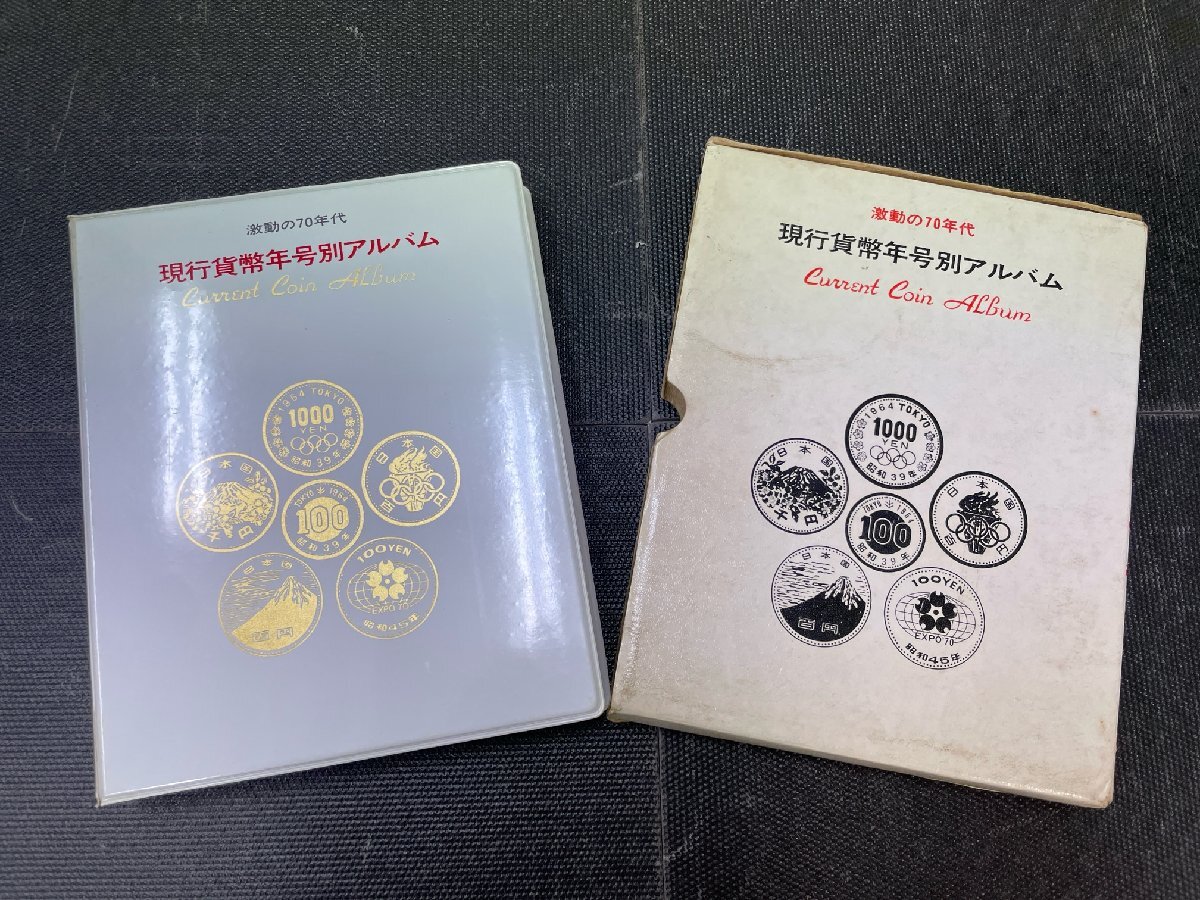 激動の70年代
現行貨幣年号別アルバム
Current Coin Album
1964 TOKYO
1000
YEN
昭和39年
日本国
千円
日本国
百円
TOKYO 1964
100
昭和39年
日本国
百円
100YEN
EXPO 70
昭和45年
激動の70年代
現行貨幣年号別アルバム
Current Coin Album
1964 TOKYO
1000
YEN
昭和39年
日本国
千円
日本国
百円
TOKYO 1964
100
昭和39年
日本国
百円
100YEN
EXPO 70
昭和45年